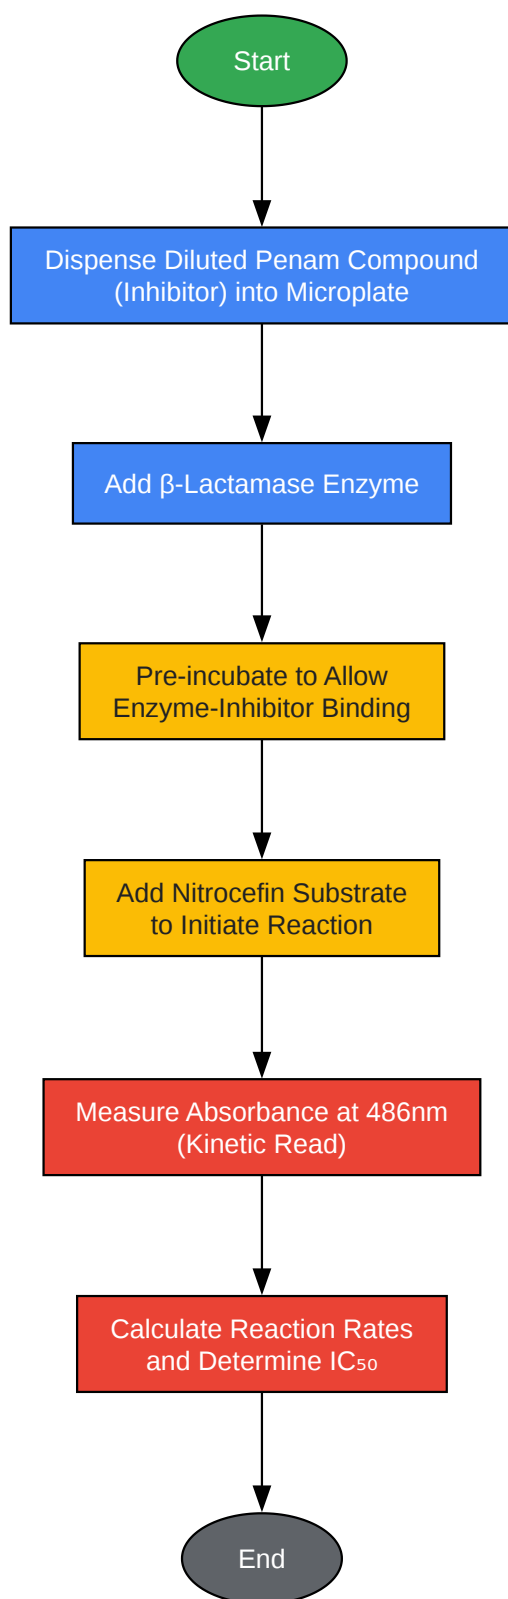 Start
Dispense Diluted Penam Compound
(Inhibitor) into Microplate
Add β-Lactamase Enzyme
Pre-incubate to Allow
Enzyme-Inhibitor Binding
Add Nitrocefin Substrate
to Initiate Reaction
Measure Absorbance at 486nm
(Kinetic Read)
Calculate Reaction Rates
and Determine IC₅₀
End